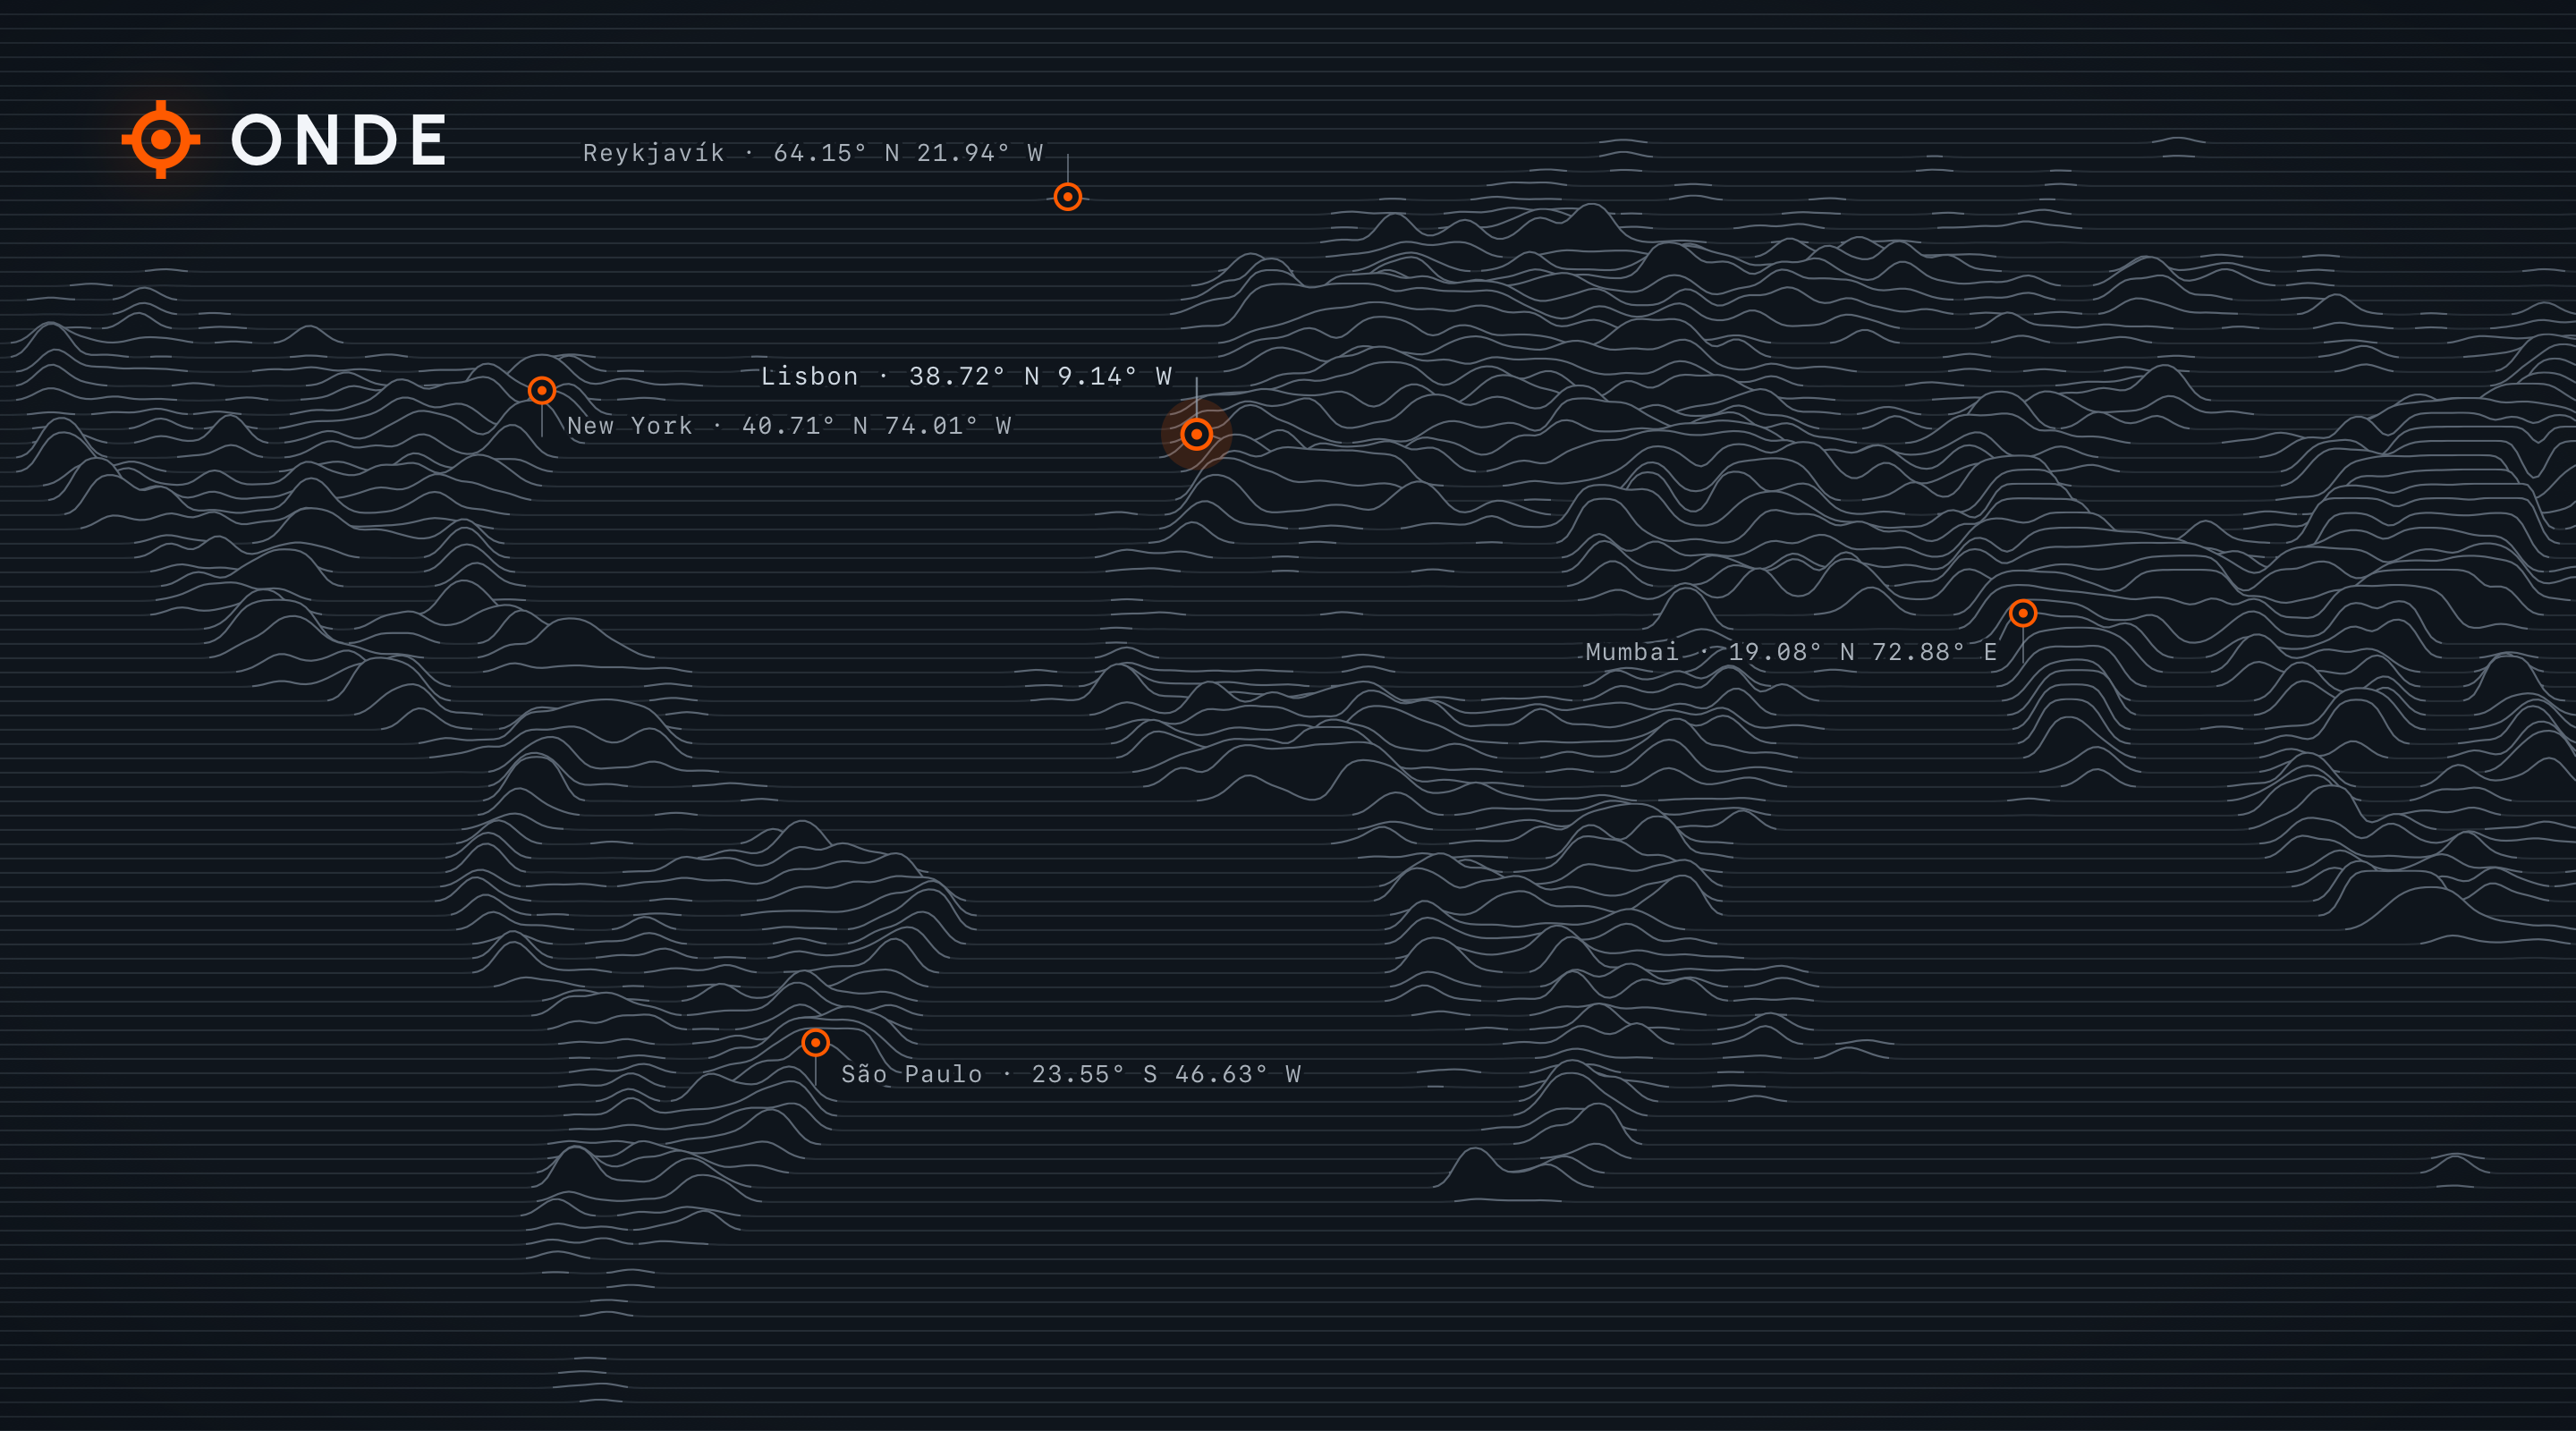 ONDE
Reykjavík · 64.15° N 21.94° W
Lisbon · 38.72° N 9.14° W
New York · 40.71° N 74.01° W
Mumbai · 19.08° N 72.88° E
São Paulo · 23.55° S 46.63° W